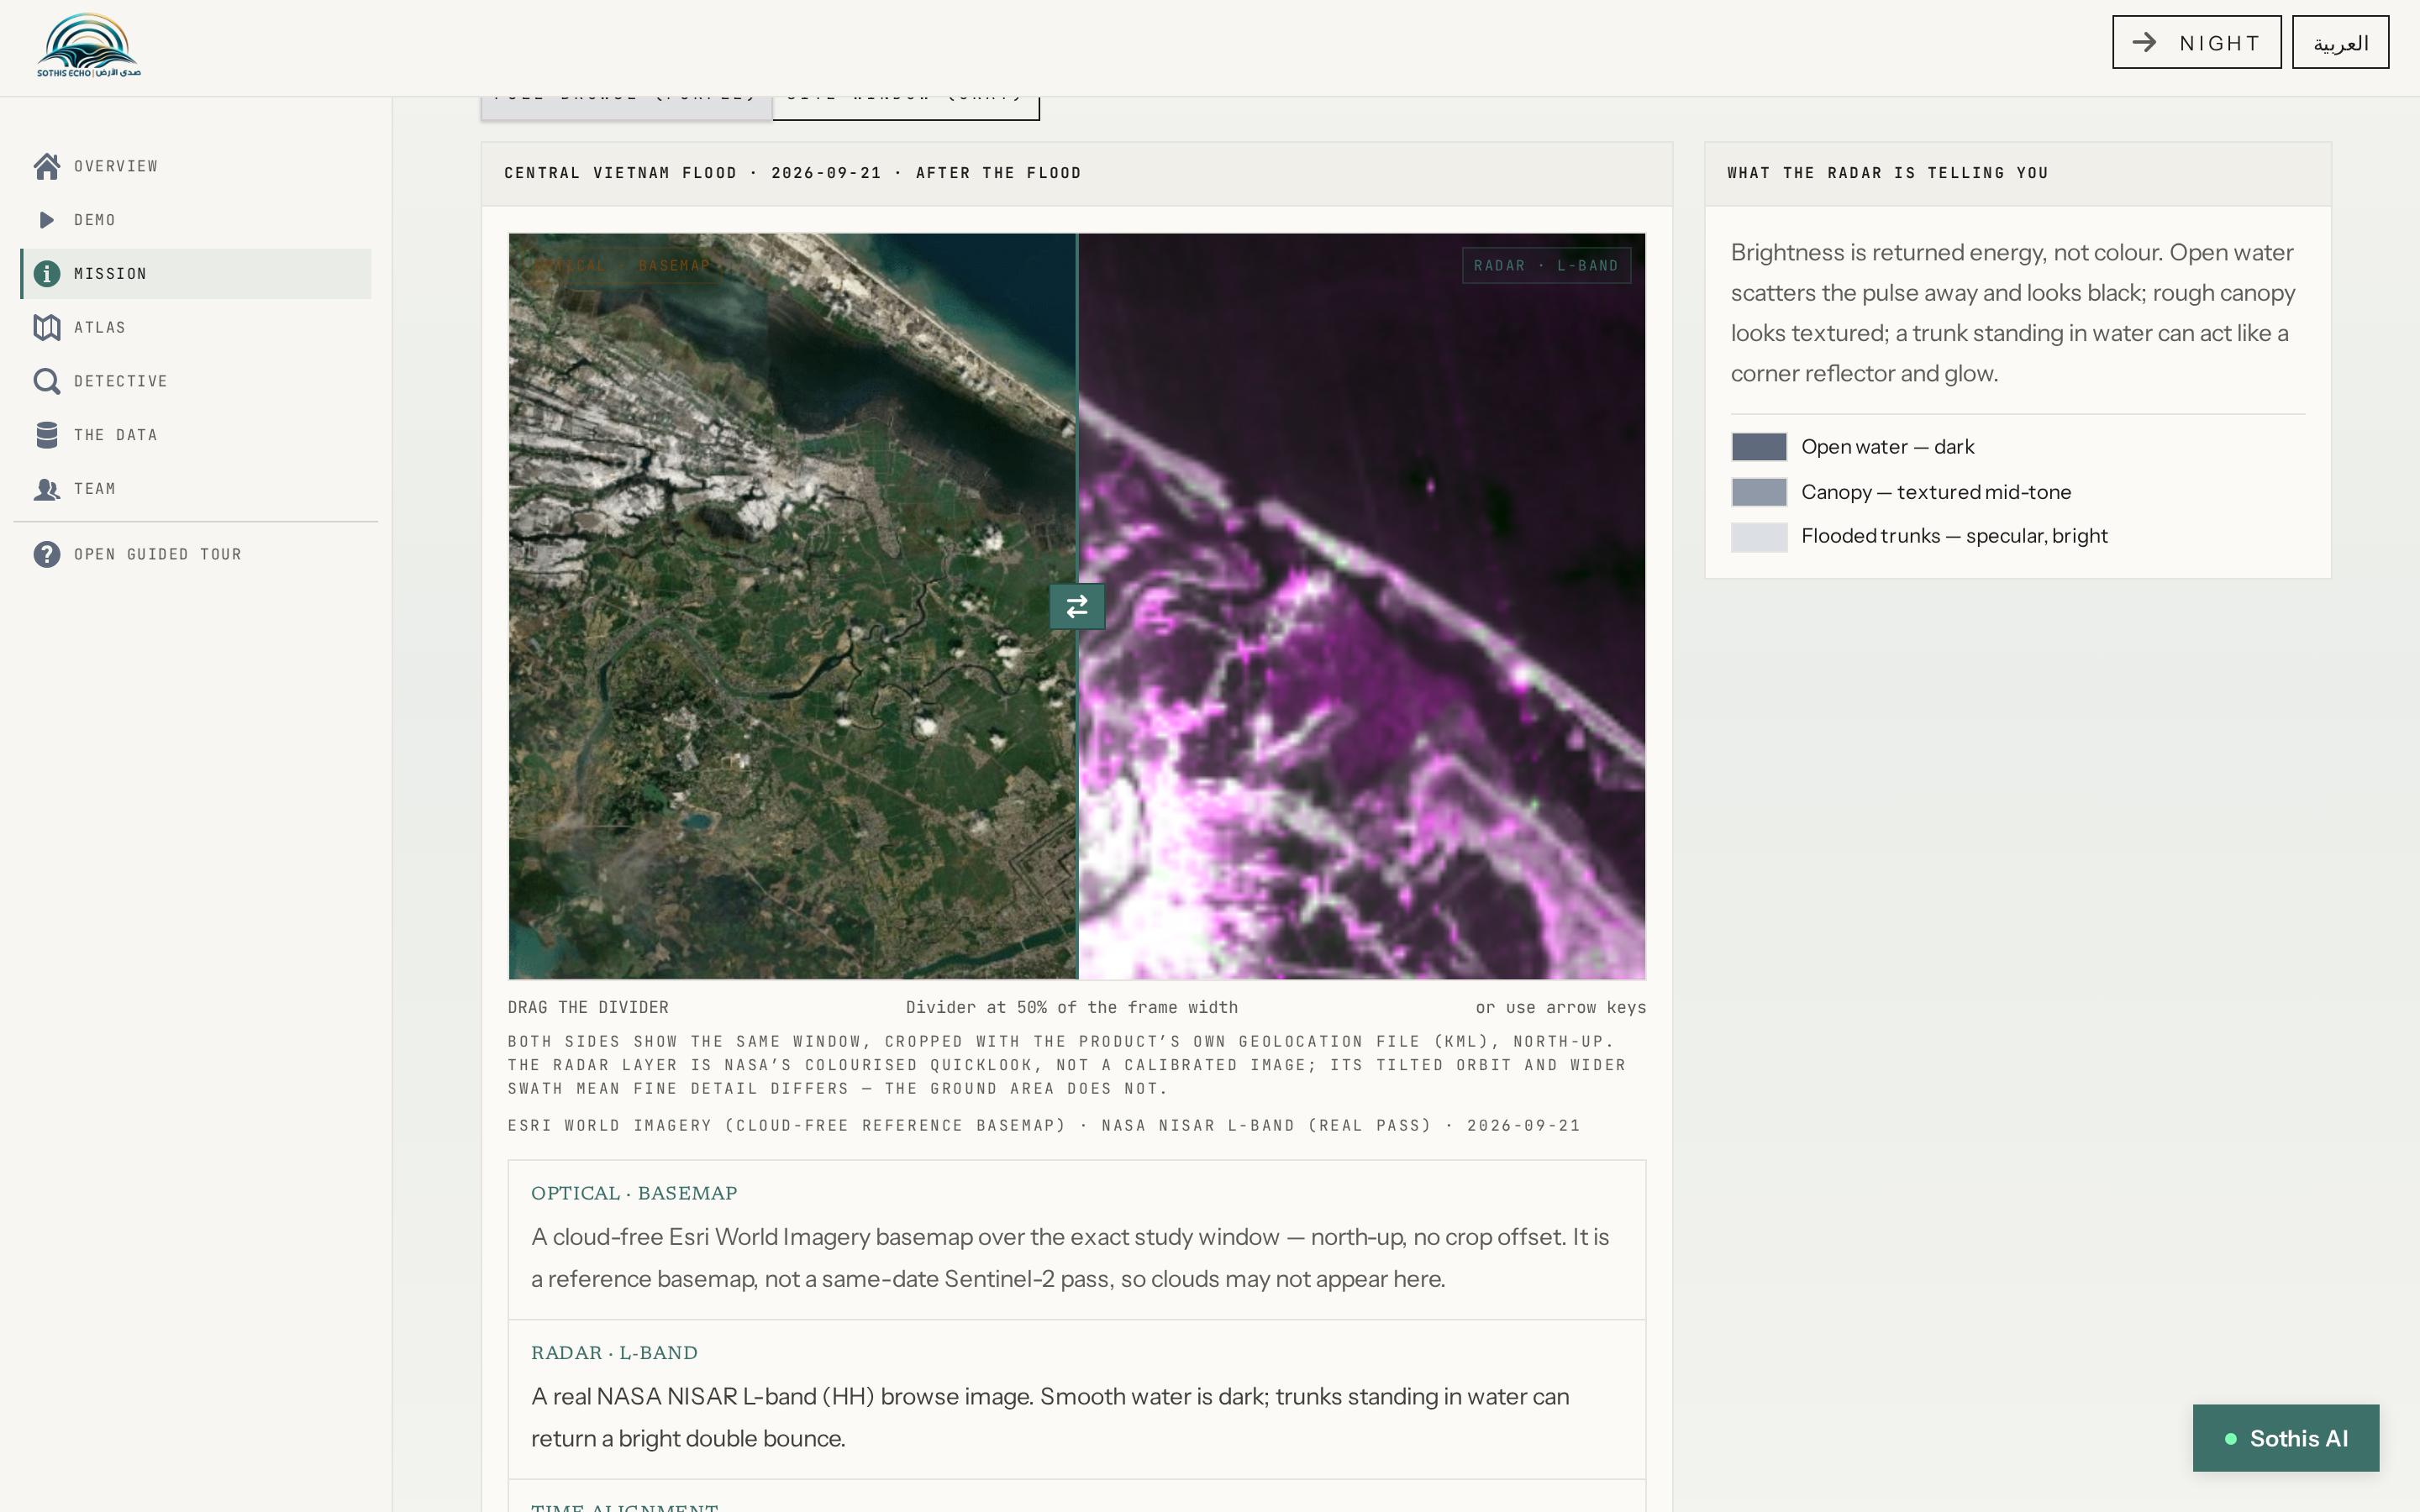 SOTHIS ECHO | صدى الأرض
NIGHT
العربية
OVERVIEW
DEMO
MISSION
ATLAS
DETECTIVE
THE DATA
TEAM
OPEN GUIDED TOUR
CENTRAL VIETNAM FLOOD · 2026-09-21 · AFTER THE FLOOD
OPTICAL · BASEMAP
RADAR · L-BAND
DRAG THE DIVIDER
Divider at 50% of the frame width
or use arrow keys
BOTH SIDES SHOW THE SAME WINDOW, CROPPED WITH THE PRODUCT’S OWN GEOLOCATION FILE (KML), NORTH-UP.
THE RADAR LAYER IS NASA’S COLOURISED QUICKLOOK, NOT A CALIBRATED IMAGE; ITS TILTED ORBIT AND WIDER
SWATH MEAN FINE DETAIL DIFFERS — THE GROUND AREA DOES NOT.
ESRI WORLD IMAGERY (CLOUD-FREE REFERENCE BASEMAP) · NASA NISAR L-BAND (REAL PASS) · 2026-09-21
OPTICAL · BASEMAP
A cloud-free Esri World Imagery basemap over the exact study window — north-up, no crop offset. It is
a reference basemap, not a same-date Sentinel-2 pass, so clouds may not appear here.
RADAR · L-BAND
A real NASA NISAR L-band (HH) browse image. Smooth water is dark; trunks standing in water can
return a bright double bounce.
TIME ALIGNMENT
WHAT THE RADAR IS TELLING YOU
Brightness is returned energy, not colour. Open water
scatters the pulse away and looks black; rough canopy
looks textured; a trunk standing in water can act like a
corner reflector and glow.
Open water — dark
Canopy — textured mid-tone
Flooded trunks — specular, bright
Sothis AI